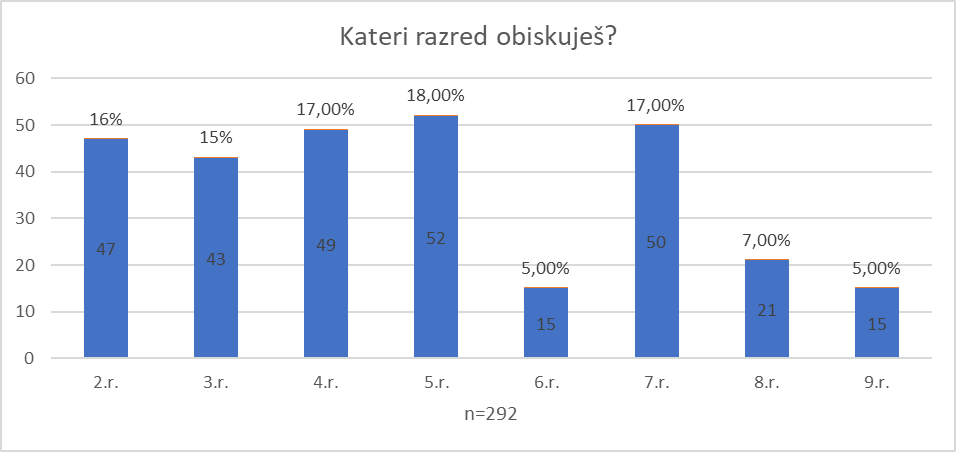 Kateri razred obiskuješ?
60
50
40
30
20
10
0
16%
15%
17,00%
18,00%
5,00%
17,00%
7,00%
5,00%
47
43
49
52
15
50
21
15
2.r.
3.r.
4.r.
5.r.
6.r.
7.r.
8.r.
9.r.
n=292